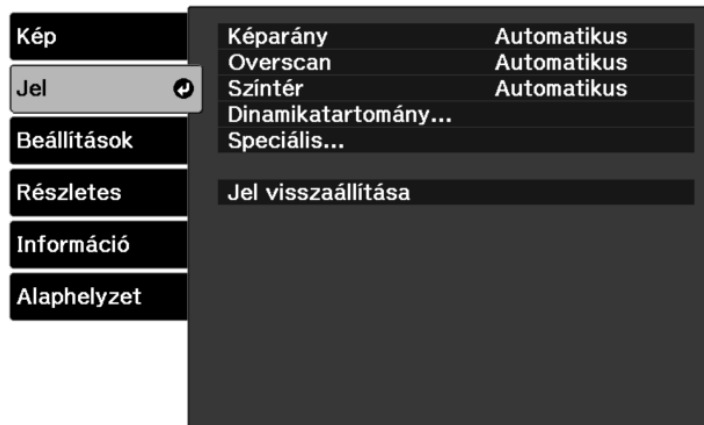 Kép
Jel
Beállítások
Részletes
Információ
Alaphelyzet
Képarány Automatikus
Overscan Automatikus
Színtér Automatikus
Dinamikatartomány...
Speciális...
Jel visszaállítása